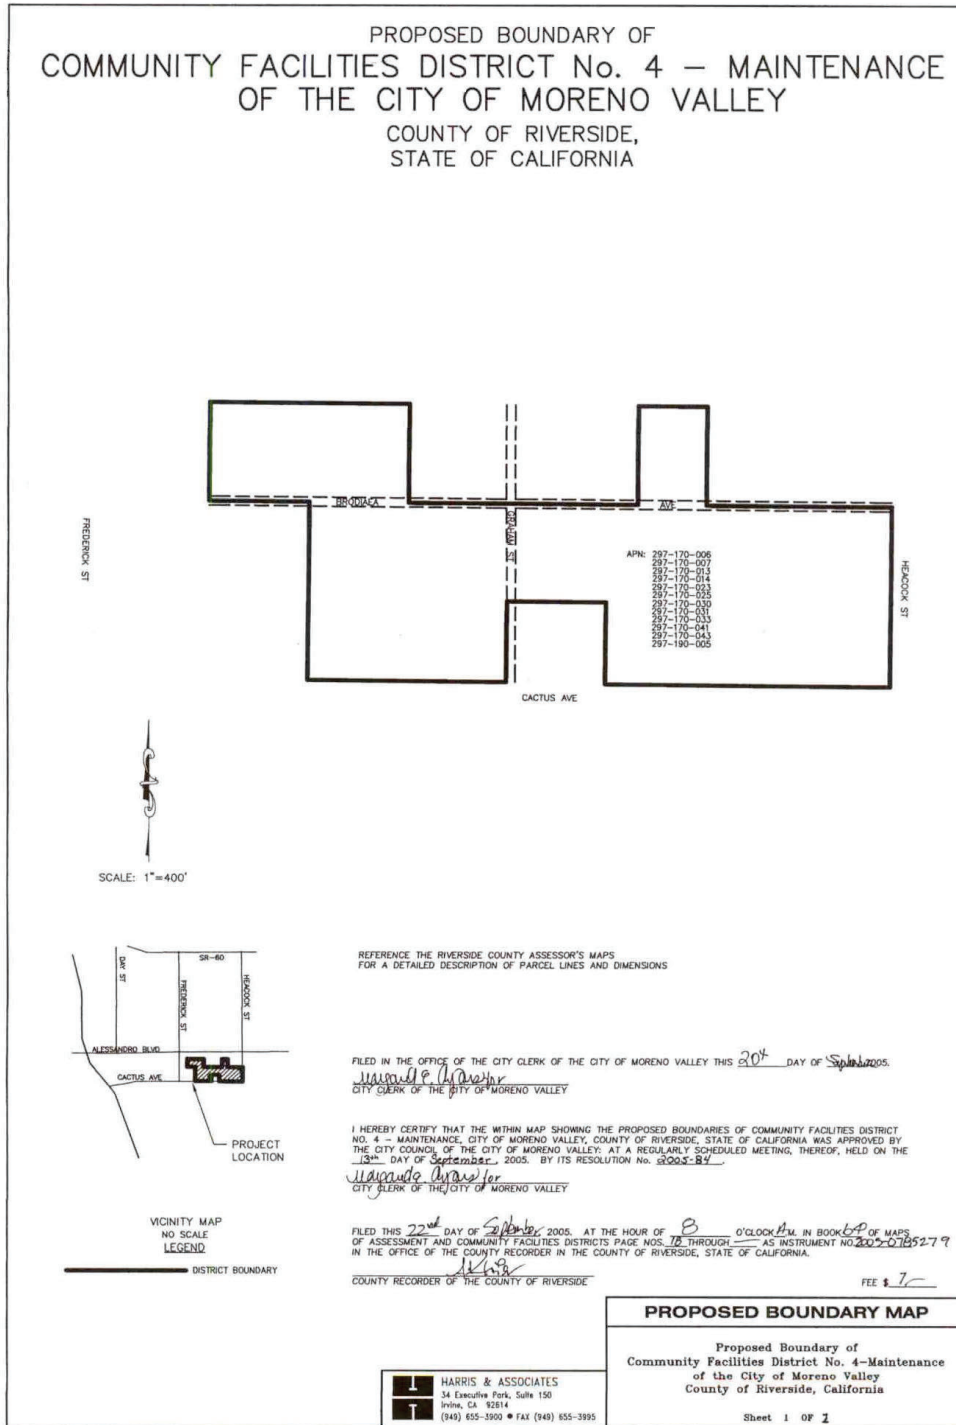 PROPOSED BOUNDARY OF
COMMUNITY FACILITIES DISTRICT No. 4 – MAINTENANCE
OF THE CITY OF MORENO VALLEY
COUNTY OF RIVERSIDE,
STATE OF CALIFORNIA
BRODIAEA
AVE
GRAHAM ST
FREDERICK ST
HEACOCK ST
APN: 297-170-006
297-170-007
297-170-013
297-170-014
297-170-023
297-170-025
297-170-030
297-170-031
297-170-033
297-170-041
297-170-043
297-190-005
CACTUS AVE
SCALE: 1"=400'
SR-60
DAY ST
FREDERICK ST
HEACOCK ST
ALESSANDRO BLVD
CACTUS AVE
PROJECT
LOCATION
VICINITY MAP
NO SCALE
LEGEND
DISTRICT BOUNDARY
REFERENCE THE RIVERSIDE COUNTY ASSESSOR'S MAPS
FOR A DETAILED DESCRIPTION OF PARCEL LINES AND DIMENSIONS
FILED IN THE OFFICE OF THE CITY CLERK OF THE CITY OF MORENO VALLEY THIS DAY OF September 2005.
CITY CLERK OF THE CITY OF MORENO VALLEY
I HEREBY CERTIFY THAT THE WITHIN MAP SHOWING THE PROPOSED BOUNDARIES OF COMMUNITY FACILITIES DISTRICT
NO. 4 – MAINTENANCE, CITY OF MORENO VALLEY, COUNTY OF RIVERSIDE, STATE OF CALIFORNIA WAS APPROVED BY
THE CITY COUNCIL OF THE CITY OF MORENO VALLEY: AT A REGULARLY SCHEDULED MEETING, THEREOF, HELD ON THE
13th DAY OF September, 2005. BY ITS RESOLUTION No. 2005-84.
for
CITY CLERK OF THE CITY OF MORENO VALLEY
FILED THIS 22nd DAY OF September, 2005. AT THE HOUR OF 8 O'CLOCK A.M. IN BOOK 64 OF MAPS
OF ASSESSMENT AND COMMUNITY FACILITIES DISTRICTS PAGE NOS. 18 THROUGH — AS INSTRUMENT NO. 2005-0785279
IN THE OFFICE OF THE COUNTY RECORDER IN THE COUNTY OF RIVERSIDE, STATE OF CALIFORNIA.
COUNTY RECORDER OF THE COUNTY OF RIVERSIDE
FEE $ 7.—
PROPOSED BOUNDARY MAP
Proposed Boundary of
Community Facilities District No. 4-Maintenance
of the City of Moreno Valley
County of Riverside, California
Sheet 1 OF 1
HARRIS & ASSOCIATES
34 Executive Park, Suite 150
Irvine, CA 92614
(949) 655-3900 • FAX (949) 655-3995